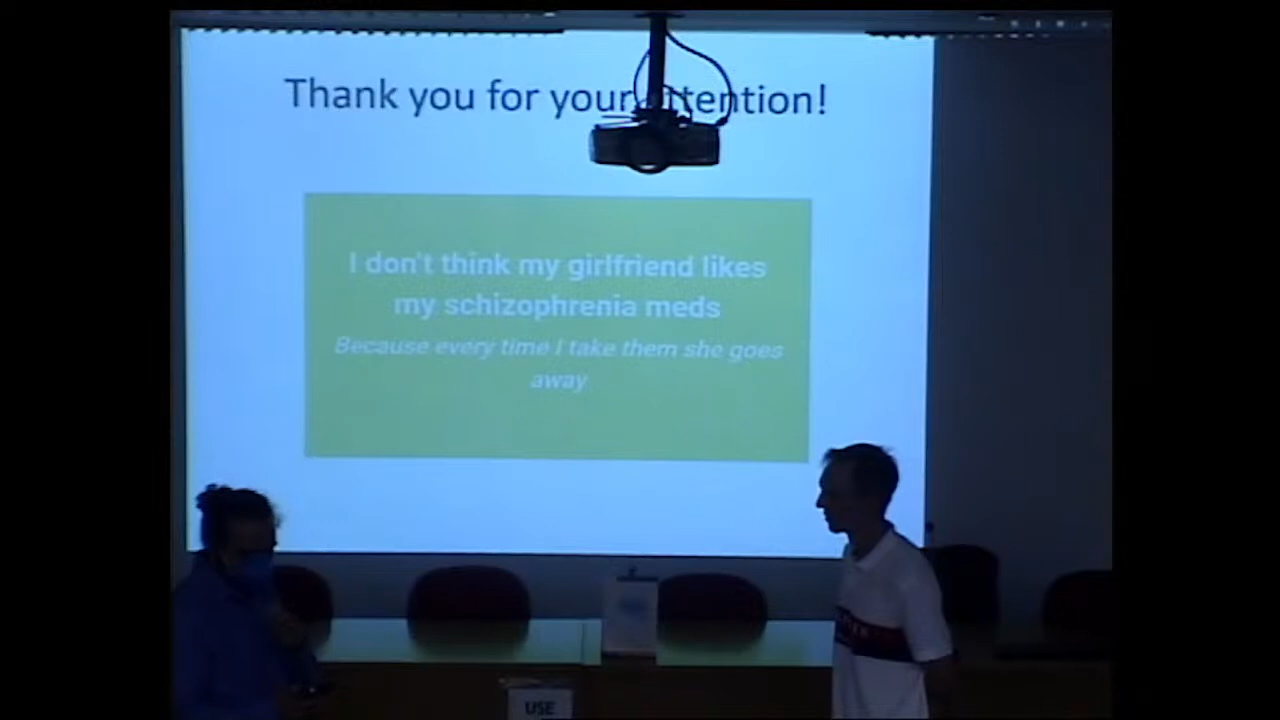 Thank you for your attention!
I don't think my girlfriend likes
my schizophrenia meds
Because every time I take them she goes
away
USE